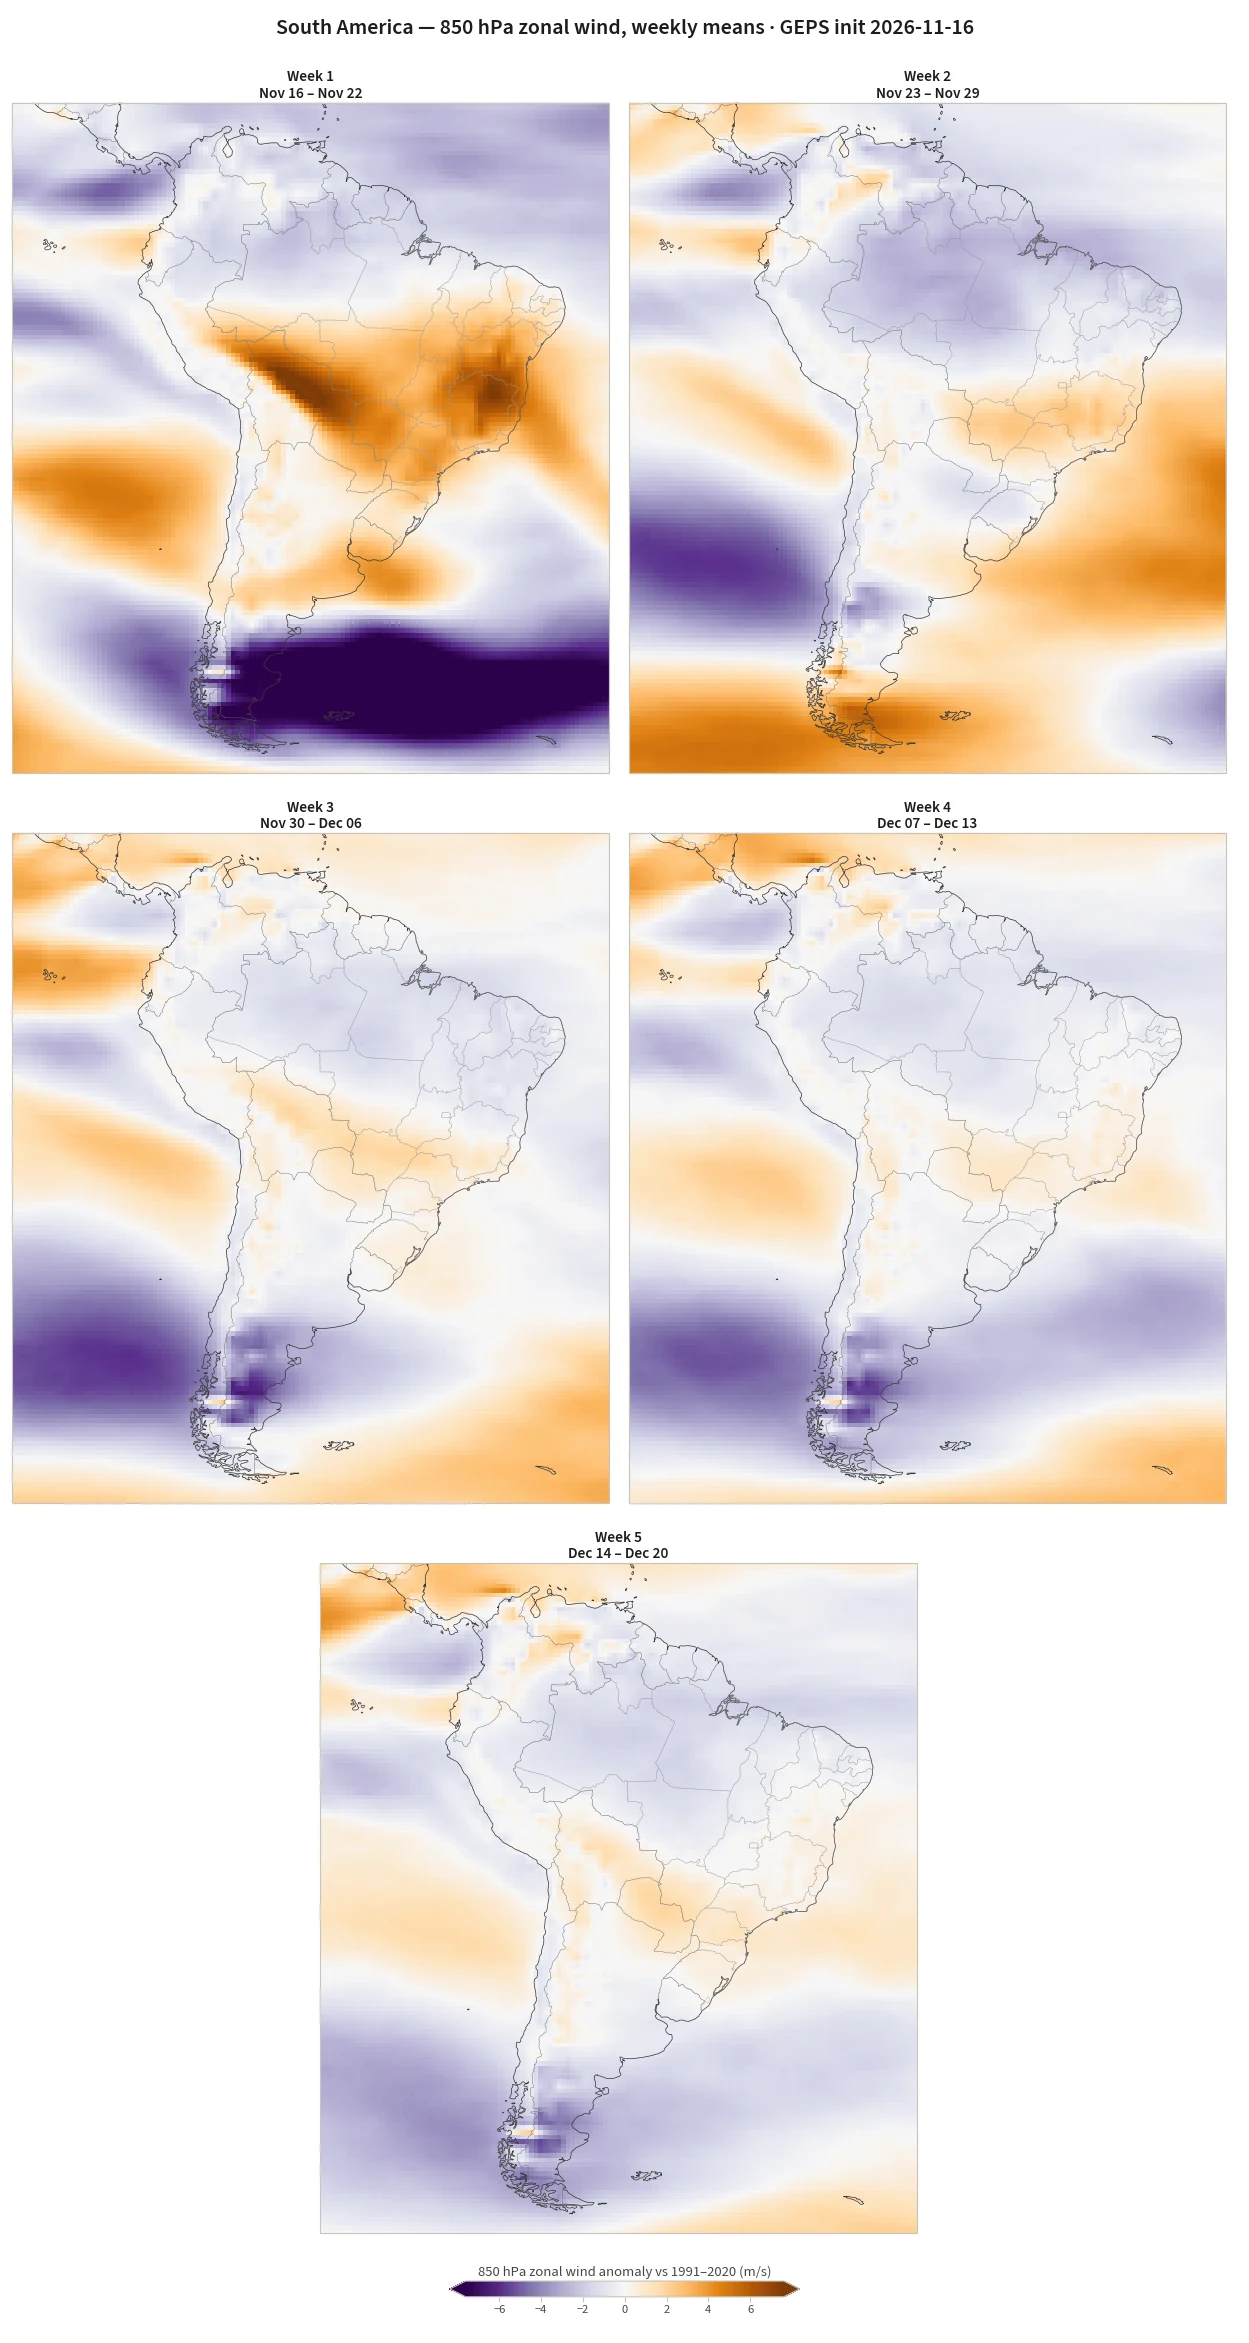 South America — 850 hPa zonal wind, weekly means · GEPS init 2026-11-16
Week 1
Nov 16 – Nov 22
Week 2
Nov 23 – Nov 29
Week 3
Nov 30 – Dec 06
Week 4
Dec 07 – Dec 13
Week 5
Dec 14 – Dec 20
850 hPa zonal wind anomaly vs 1991–2020 (m/s)
−6 −4 −2 0 2 4 6